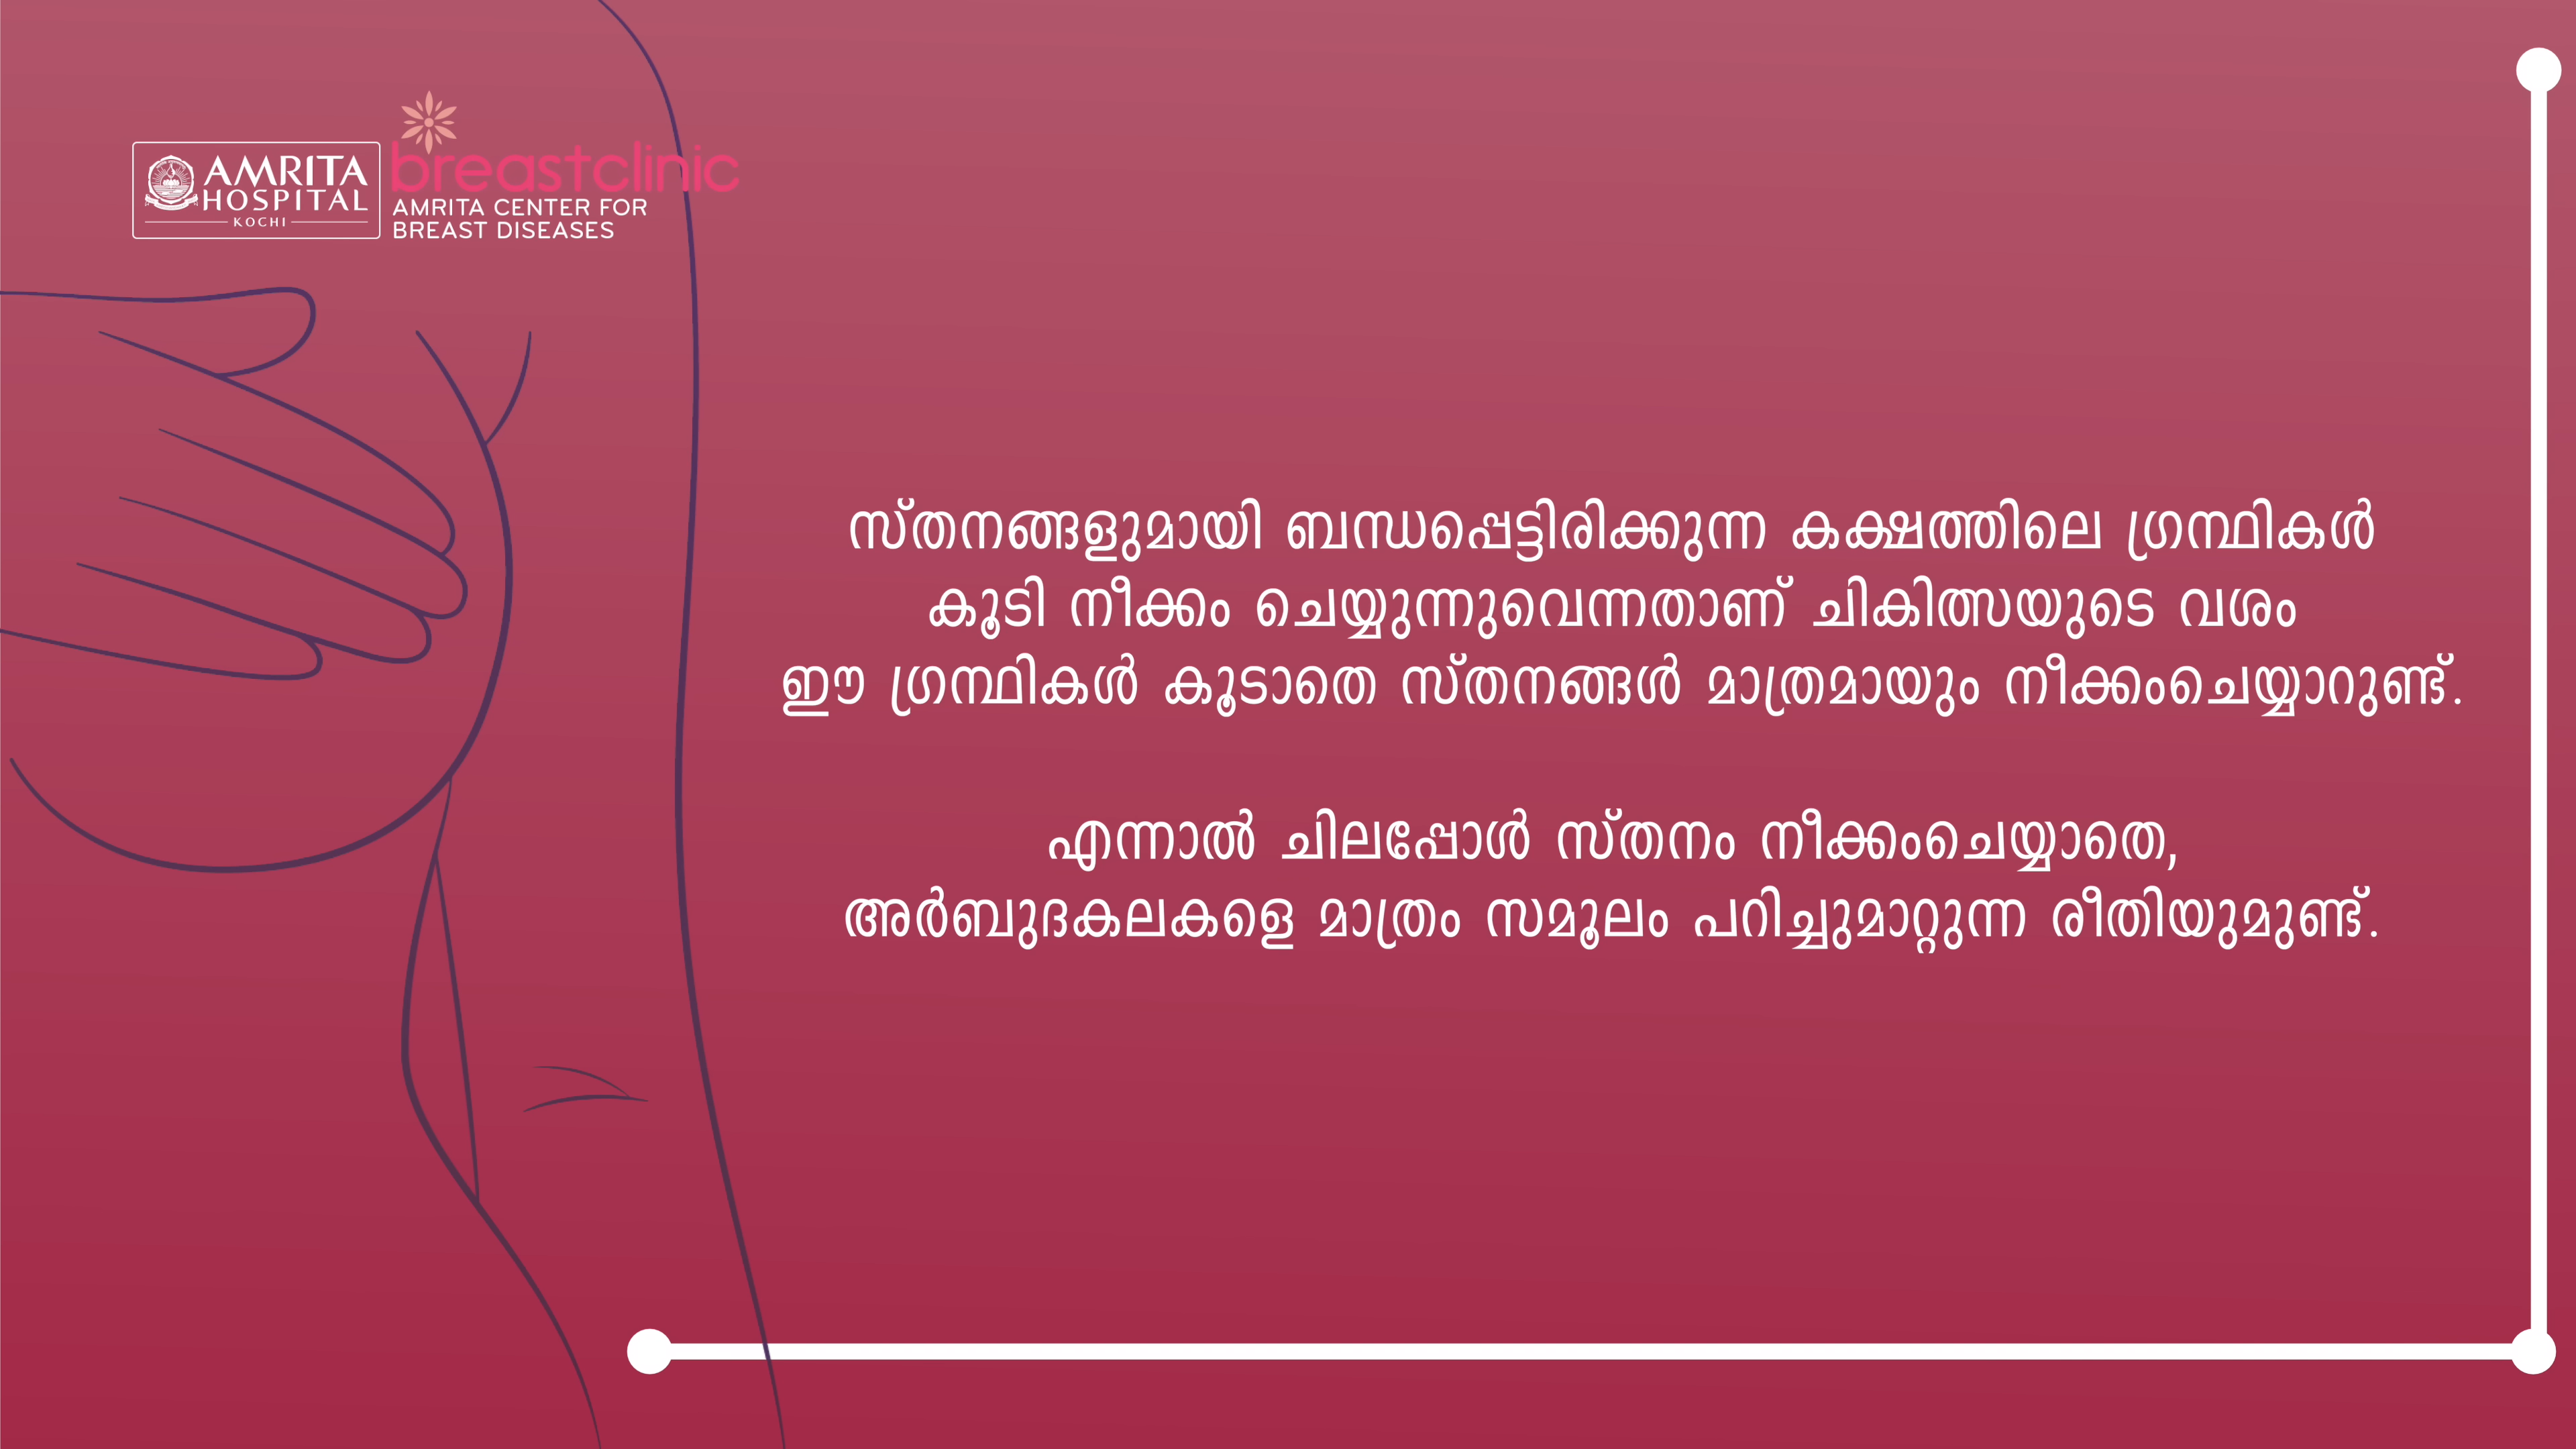 AMRITA
HOSPITAL
KOCHI
breastclinic
AMRITA CENTER FOR
BREAST DISEASES
സ്തനങ്ങളുമായി ബന്ധപ്പെട്ടിരിക്കുന്ന കക്ഷത്തിലെ ഗ്രന്ഥികൾ
കൂടി നീക്കം ചെയ്യുന്നുവെന്നതാണ് ചികിത്സയുടെ വശം
ഈ ഗ്രന്ഥികൾ കൂടാതെ സ്തനങ്ങൾ മാത്രമായും നീക്കംചെയ്യാറുണ്ട്.
എന്നാൽ ചിലപ്പോൾ സ്തനം നീക്കംചെയ്യാതെ,
അർബുദകലകളെ മാത്രം സമൂലം പറിച്ചുമാറ്റുന്ന രീതിയുമുണ്ട്.